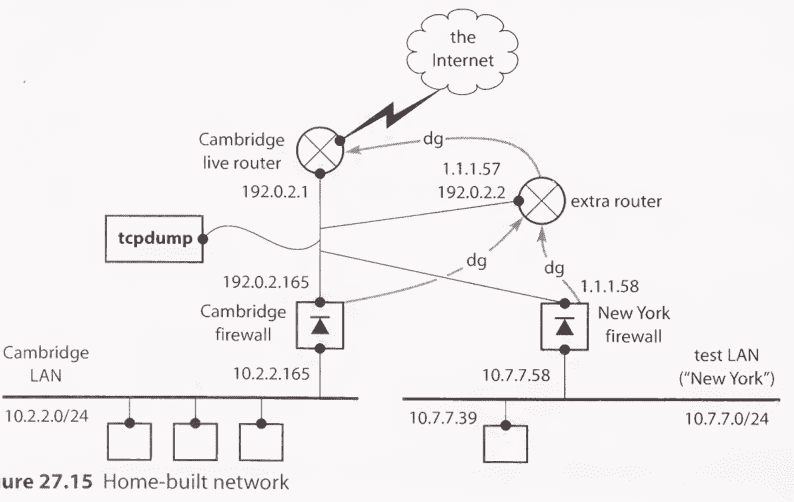 the
Internet
Cambridge
live router
dg
1.1.1.57
192.0.2.1
192.0.2.2
extra router
tcpdump
192.0.2.165
dg
dg
1.1.1.58
Cambridge
firewall
New York
firewall
Cambridge
LAN
10.2.2.165
10.7.7.58
test LAN
("New York")
10.2.2.0/24
10.7.7.39
10.7.7.0/24
ure 27.15 Home-built network